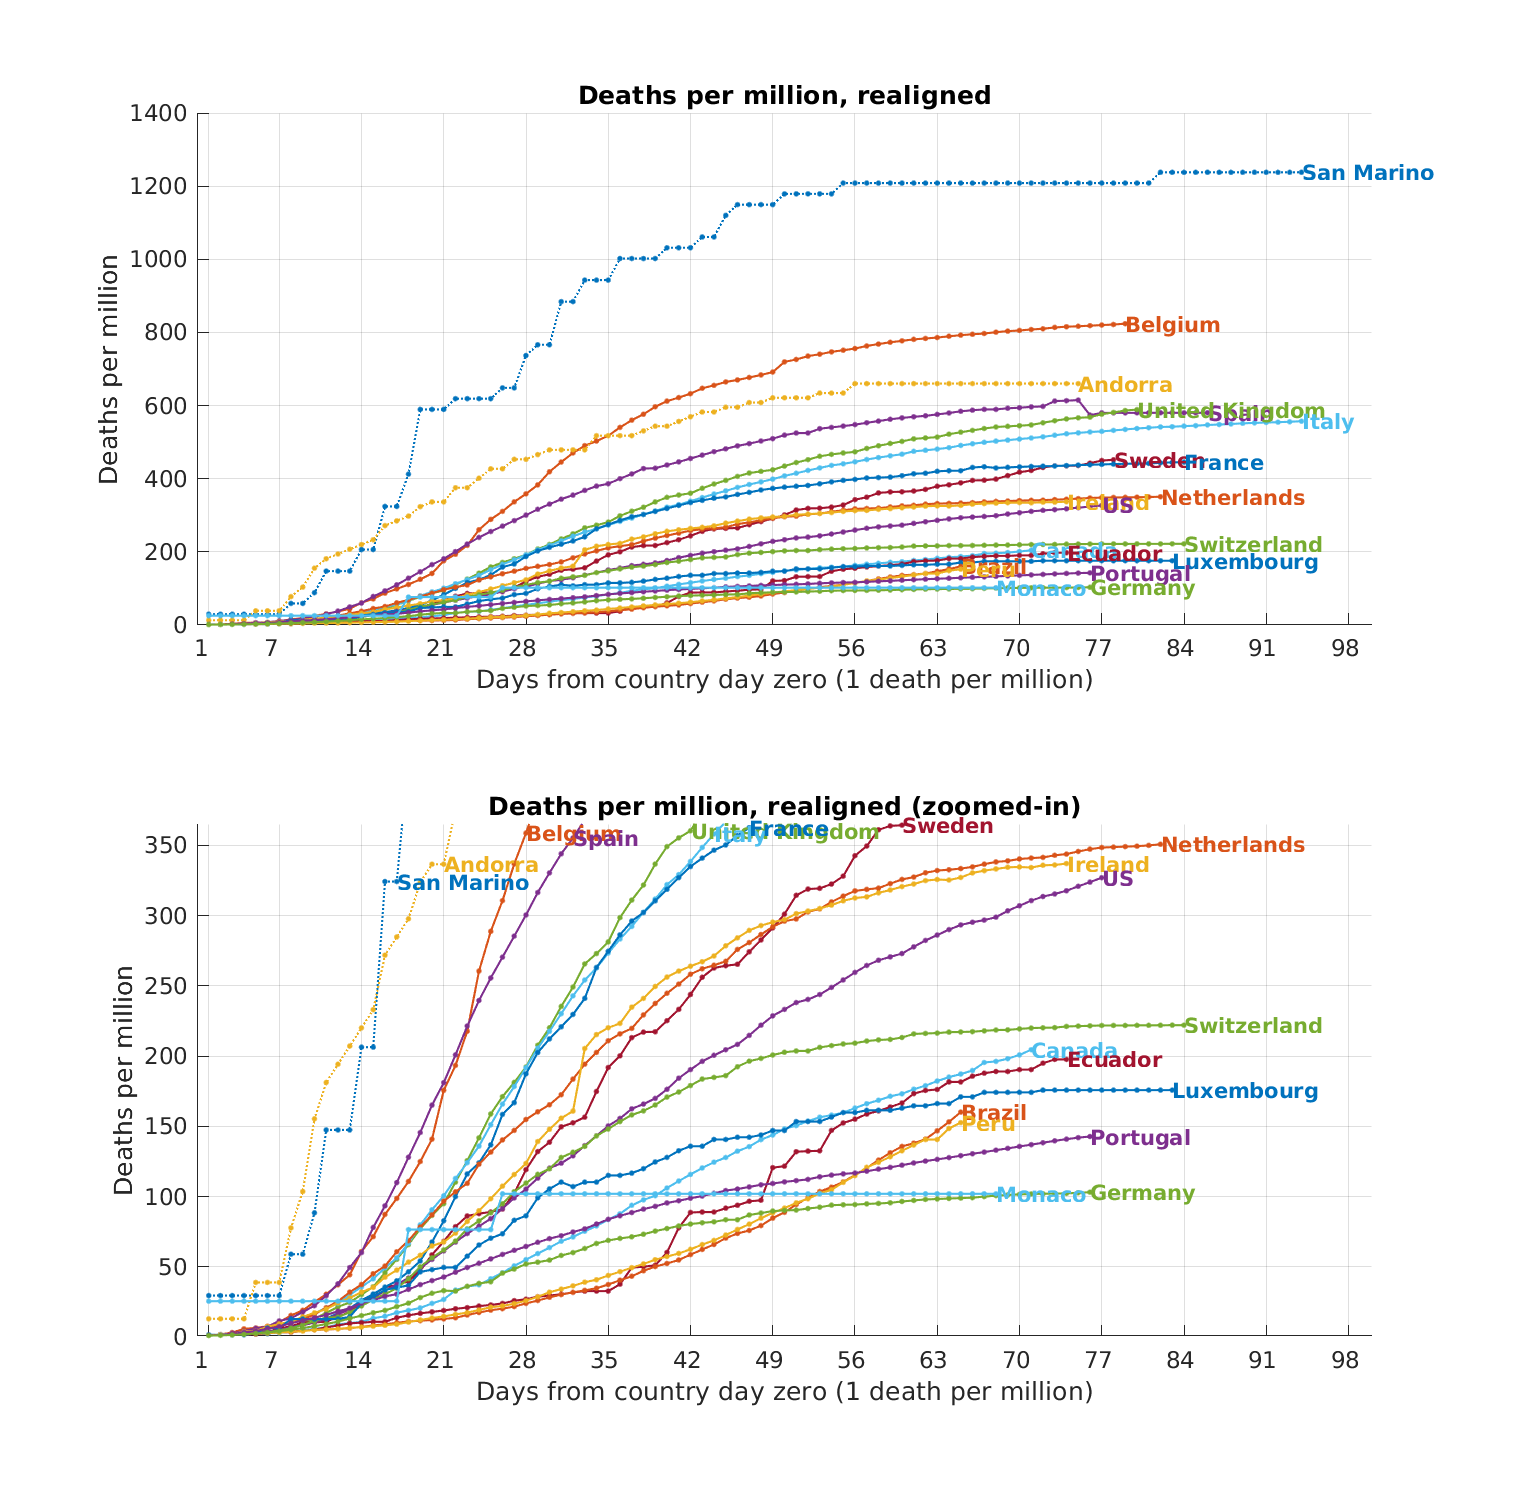 Deaths per million, realigned
1400
1200
1000
800
600
400
200
0
Deaths per million
San Marino
Belgium
Andorra
United Kingdom
Spain
Italy
Sweden
France
Netherlands
Ireland
US
Switzerland
Canada
Ecuador
Luxembourg
Brazil
Peru
Portugal
Monaco
Germany
1 7 14 21 28 35 42 49 56 63 70 77 84 91 98
Days from country day zero (1 death per million)
Deaths per million, realigned (zoomed-in)
350
300
250
200
150
100
50
0
Deaths per million
Belgium
Spain
United Kingdom
Italy
France
Sweden
Netherlands
Andorra
Ireland
San Marino
US
Switzerland
Canada
Ecuador
Luxembourg
Brazil
Peru
Portugal
Monaco
Germany
1 7 14 21 28 35 42 49 56 63 70 77 84 91 98
Days from country day zero (1 death per million)